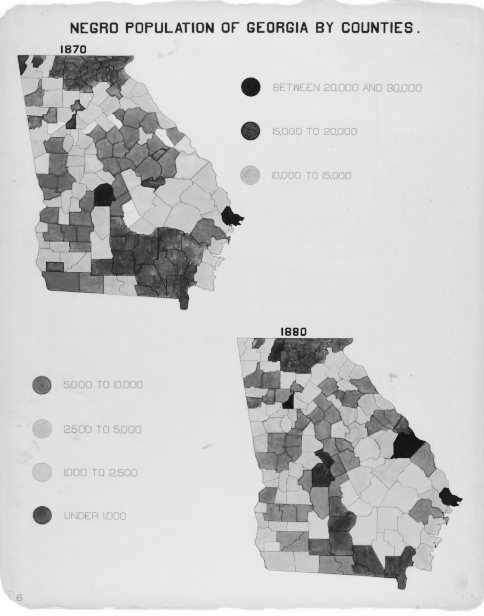 NEGRO POPULATION OF GEORGIA BY COUNTIES.
1870
BETWEEN 20,000 AND 30,000
15,000 TO 20,000
10,000 TO 15,000
1880
5,000 TO 10,000
2,500 TO 5,000
1,000 TO 2,500
UNDER 1,000
6